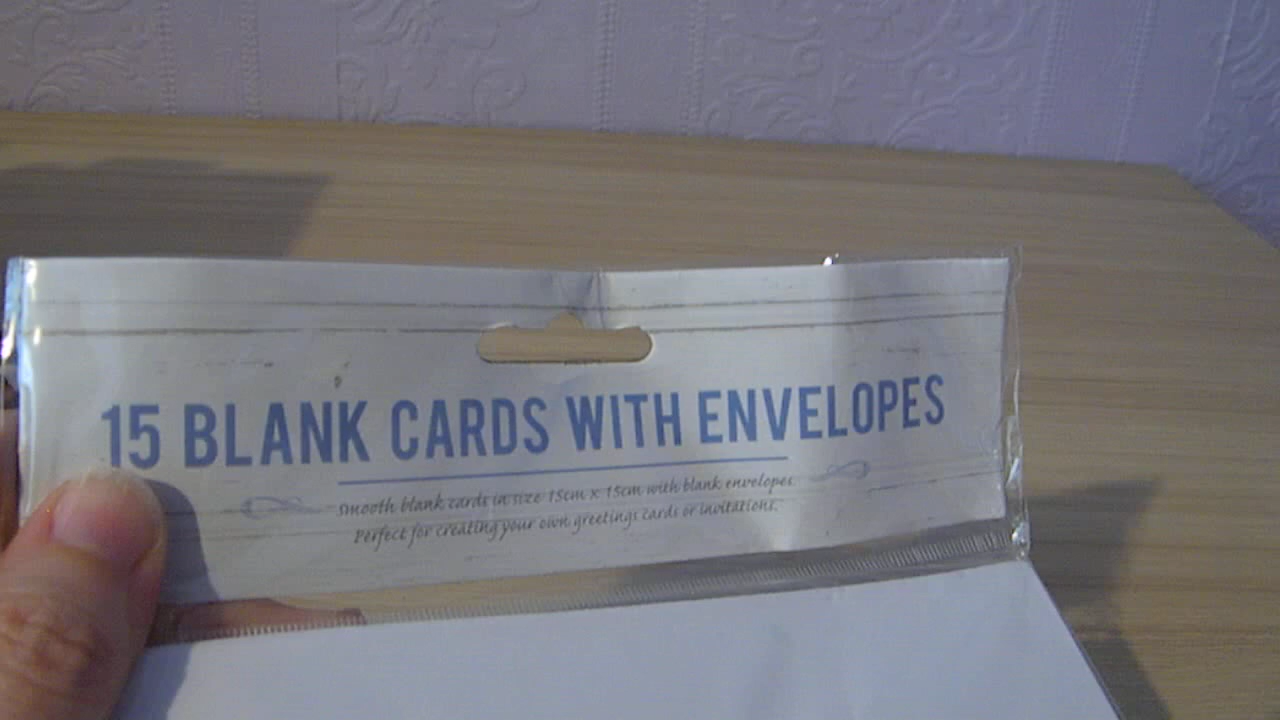 15 BLANK CARDS WITH ENVELOPES
Smooth blank cards in size 15cm x 15cm with blank envelopes.
Perfect for creating your own greetings cards or invitations.